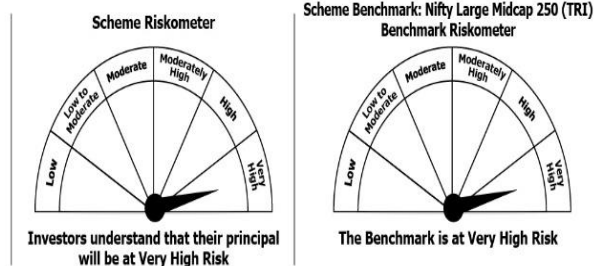 Scheme Riskometer
Low
Low to
Moderate
Moderate
Moderately
High
High
Very
High
Investors understand that their principal
will be at Very High Risk
Scheme Benchmark: Nifty Large Midcap 250 (TRI)
Benchmark Riskometer
Low
Low to
Moderate
Moderate
Moderately
High
High
Very
High
The Benchmark is at Very High Risk